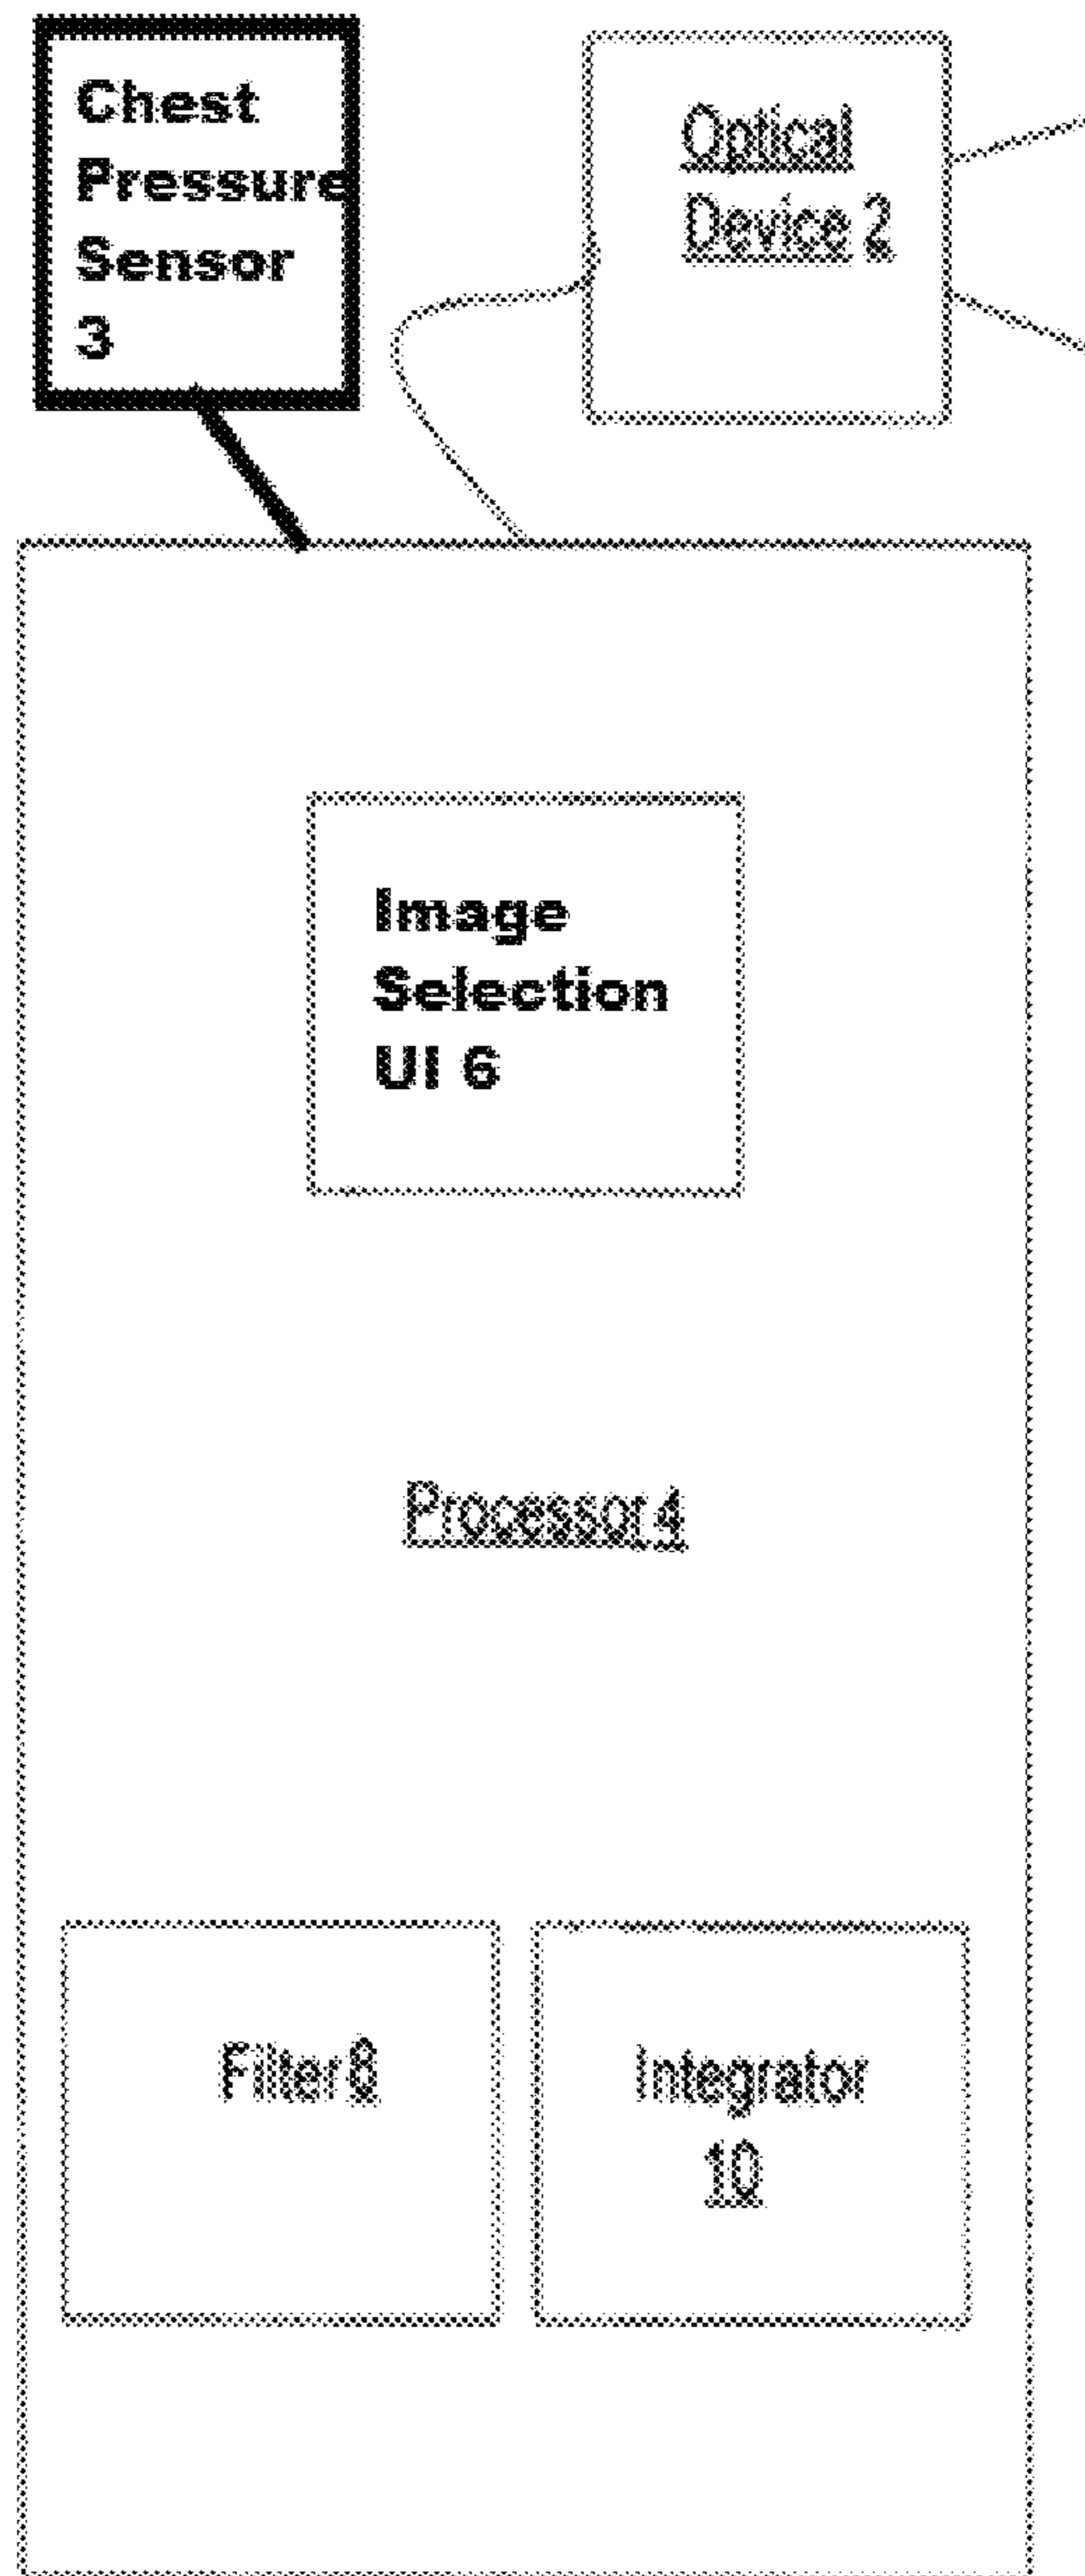 Chest
Pressure
Sensor
3
Optical
Device 2
Image
Selection
UI 6
Processor 4
Filter 8
Integrator
10